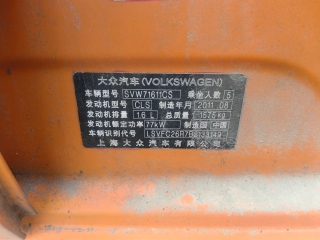 大众汽车(VOLKSWAGEN)
车辆型号 SVW71611CS 乘坐人数 5
发动机型号 CLS 制造年月 2011.08
发动机排量 1.6 L 总质量 1675 kg
发动机额定功率 77kW 制造国 中国
车辆识别代号
上海大众汽车有限公司